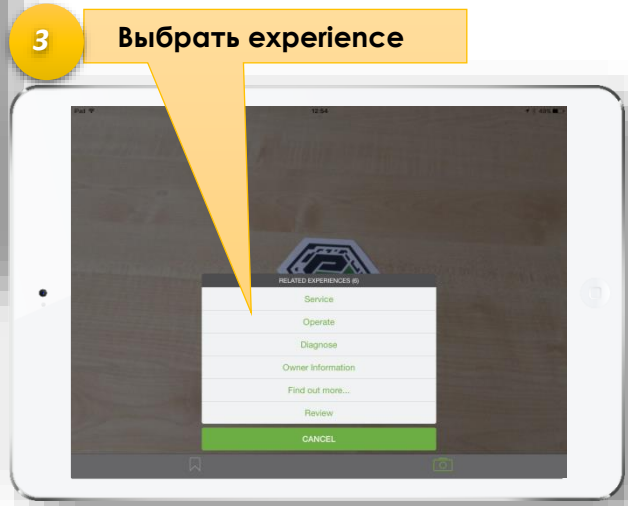 3
Выбрать experience
iPad
12:54
48%
RELATED EXPERIENCES (6)
Service
Operate
Diagnose
Owner Information
Find out more...
Review
CANCEL